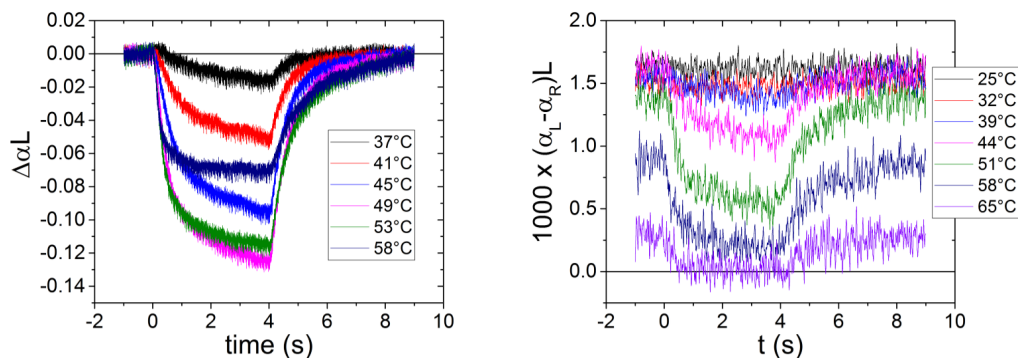 0.02
0.00
-0.02
-0.04
-0.06
-0.08
-0.10
-0.12
-0.14
ΔαL
-2 0 2 4 6 8 10
time (s)
37°C
41°C
45°C
49°C
53°C
58°C
2.0
1.5
1.0
0.5
0.0
1000 x (αL-αR)L
-2 0 2 4 6 8 10
t (s)
25°C
32°C
39°C
44°C
51°C
58°C
65°C